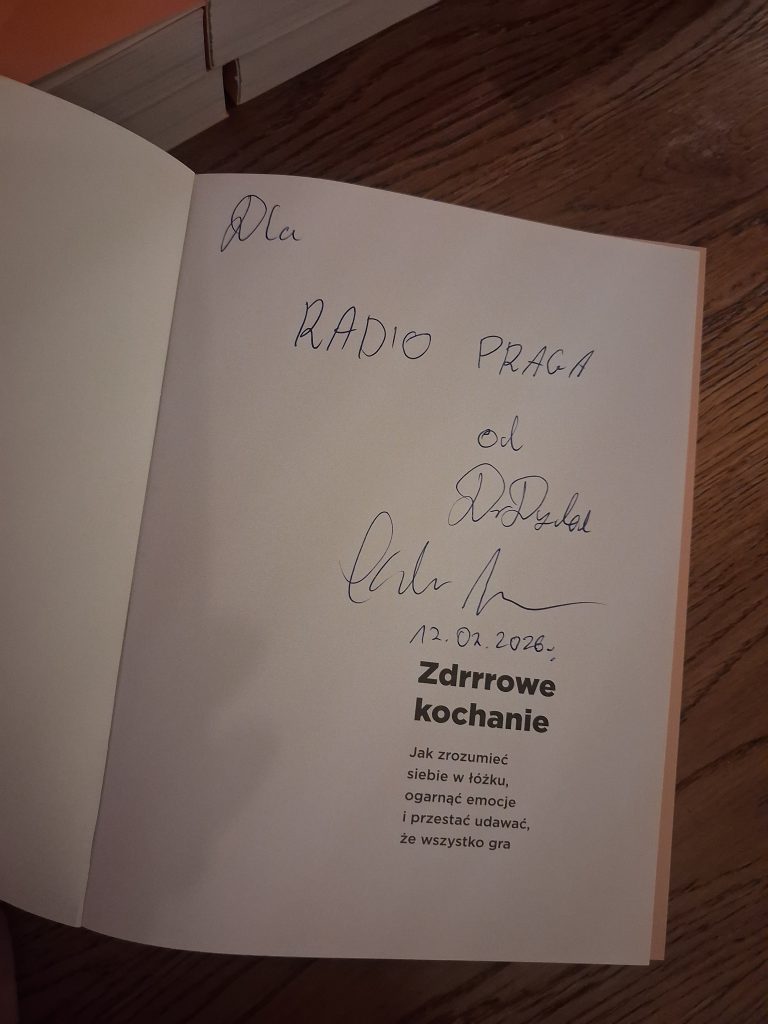 Dla
RADIO PRAGA
od
12.02.2026r.
Zdrrrowe
kochanie
Jak zrozumieć
siebie w łóżku,
ogarnąć emocje
i przestać udawać,
że wszystko gra